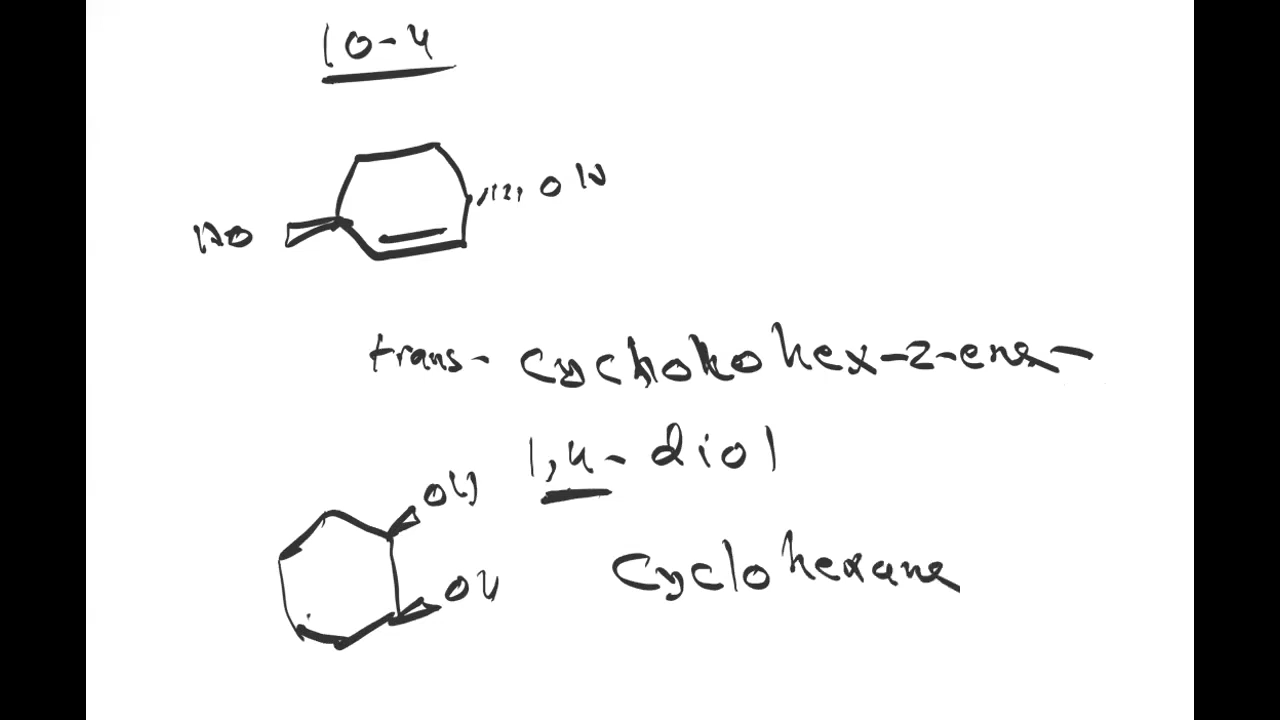 10-4
HO
OH
trans- cyclohohex-2-ene-
1,4-diol
OH
OH
cyclohexane